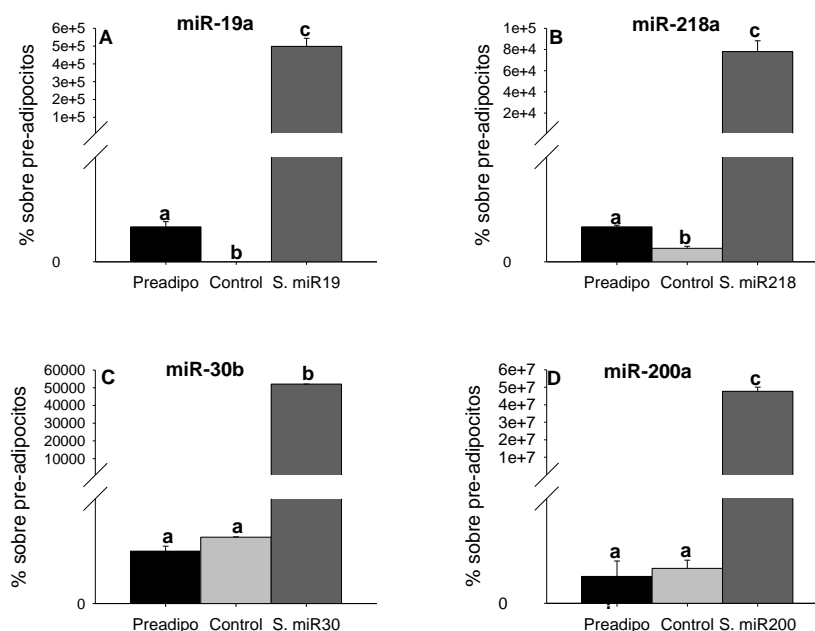 A
miR-19a
6e+5
5e+5
4e+5
3e+5
2e+5
1e+5
0
% sobre pre-adipocitos
a
b
c
Preadipo Control S. miR19
B
miR-218a
1e+5
8e+4
6e+4
4e+4
2e+4
0
% sobre pre-adipocitos
a
b
c
Preadipo Control S. miR218
C
miR-30b
60000
50000
40000
30000
20000
10000
0
% sobre pre-adipocitos
a
a
b
Preadipo Control S. miR30
D
miR-200a
6e+7
5e+7
4e+7
3e+7
2e+7
1e+7
0
% sobre pre-adipocitos
a
a
c
Preadipo Control S. miR200